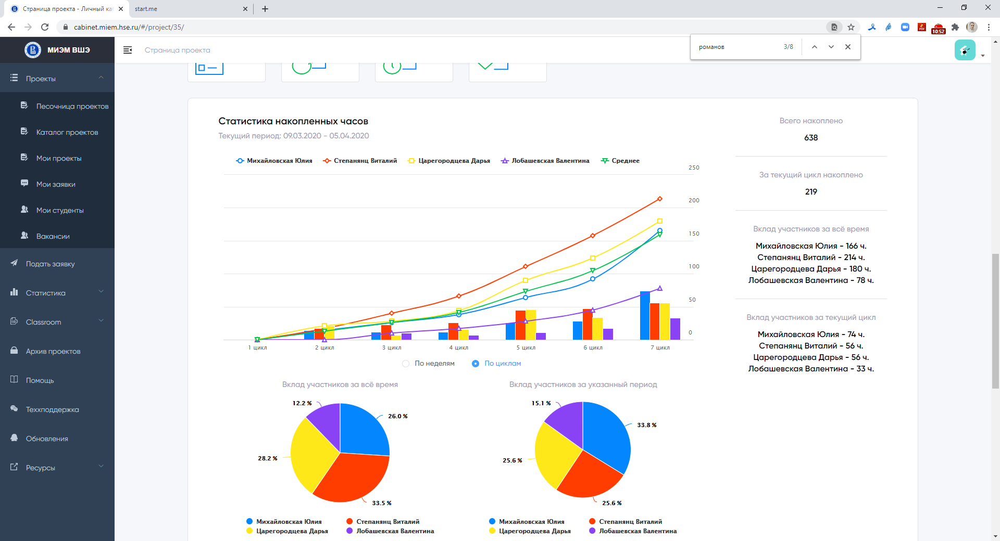 Страница проекта - Личный каб
start.me
cabinet.miem.hse.ru/#/project/35/
PDF
10:52
романов
3/8
МИЭМ ВШЭ
Страница проекта
Проекты
Песочница проектов
Каталог проектов
Мои проекты
Мои заявки
Мои студенты
Вакансии
Подать заявку
Статистика
Classroom
Архив проектов
Помощь
Теxxподдержка
Обновления
Ресурсы
Статистика накопленных часов
Текущий период: 09.03.2020 - 05.04.2020
Михайловская Юлия
Степанянц Виталий
Царегородцева Дарья
Лобашевская Валентина
Среднее
250
200
150
100
50
0
1 цикл
2 цикл
3 цикл
4 цикл
5 цикл
6 цикл
7 цикл
По неделям
По циклам
Вклад участников за всё время
12.2 %
26.0 %
28.2 %
33.5 %
Михайловская Юлия
Степанянц Виталий
Царегородцева Дарья
Лобашевская Валентина
Вклад участников за указанный период
15.1 %
33.8 %
25.6 %
25.6 %
Михайловская Юлия
Степанянц Виталий
Царегородцева Дарья
Лобашевская Валентина
Всего накоплено
638
За текущий цикл накоплено
219
Вклад участников за всё время
Михайловская Юлия - 166 ч.
Степанянц Виталий - 214 ч.
Царегородцева Дарья - 180 ч.
Лобашевская Валентина - 78 ч.
Вклад участников за текущий цикл
Михайловская Юлия - 74 ч.
Степанянц Виталий - 56 ч.
Царегородцева Дарья - 56 ч.
Лобашевская Валентина - 33 ч.